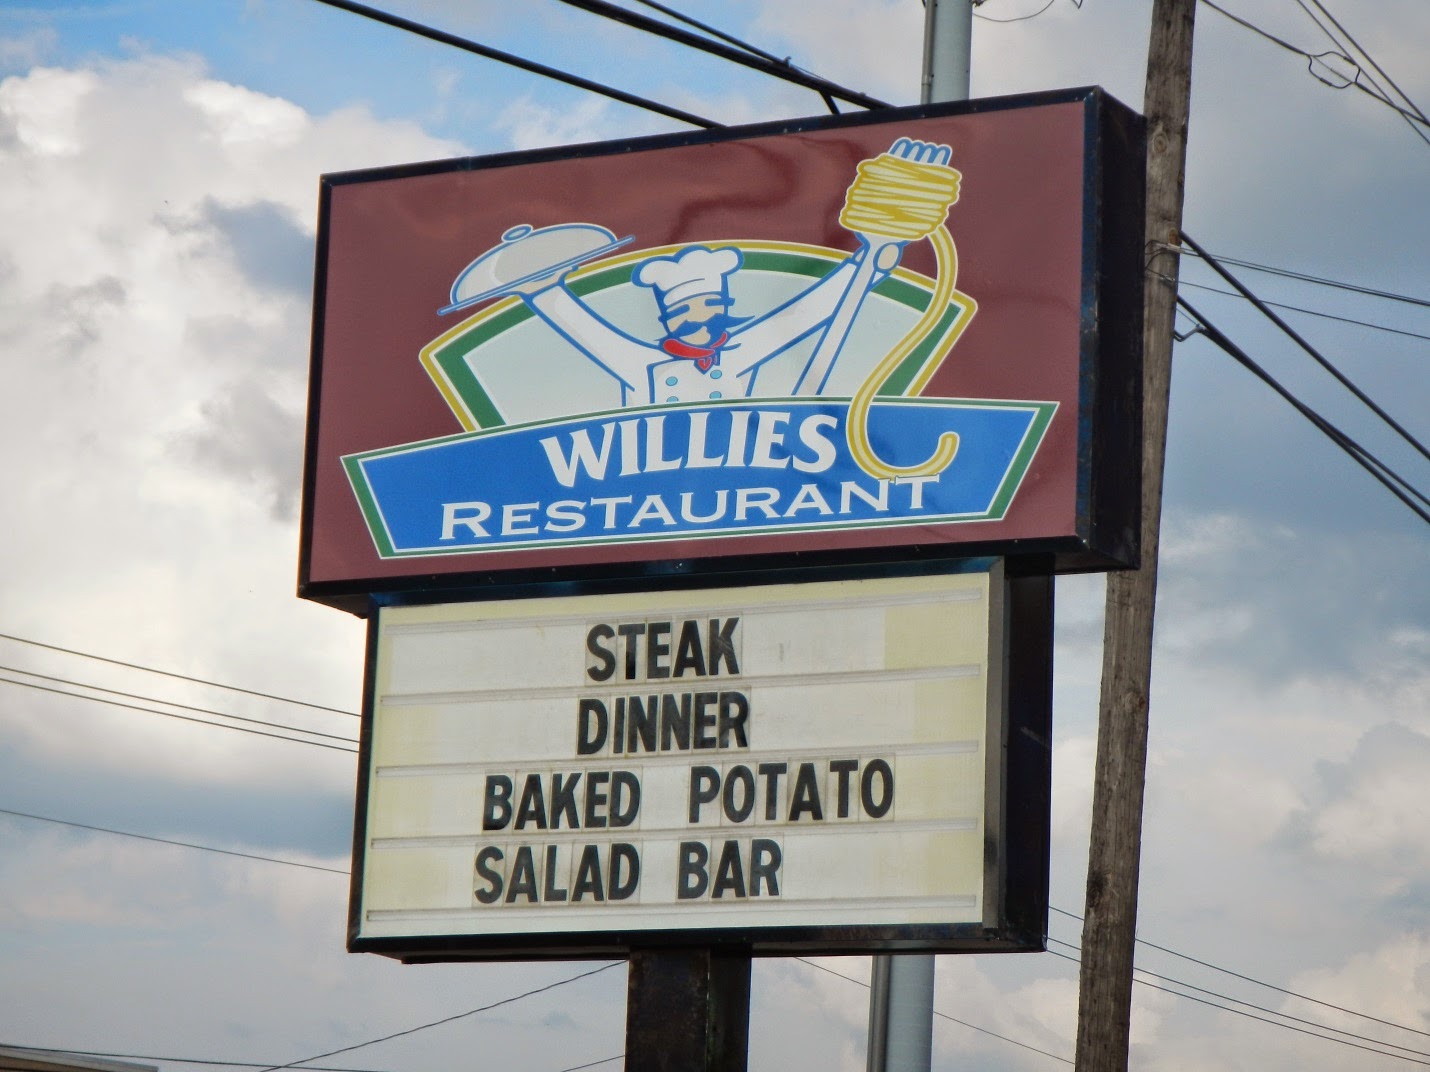 WILLIES
RESTAURANT
STEAK
DINNER
BAKED POTATO
SALAD BAR